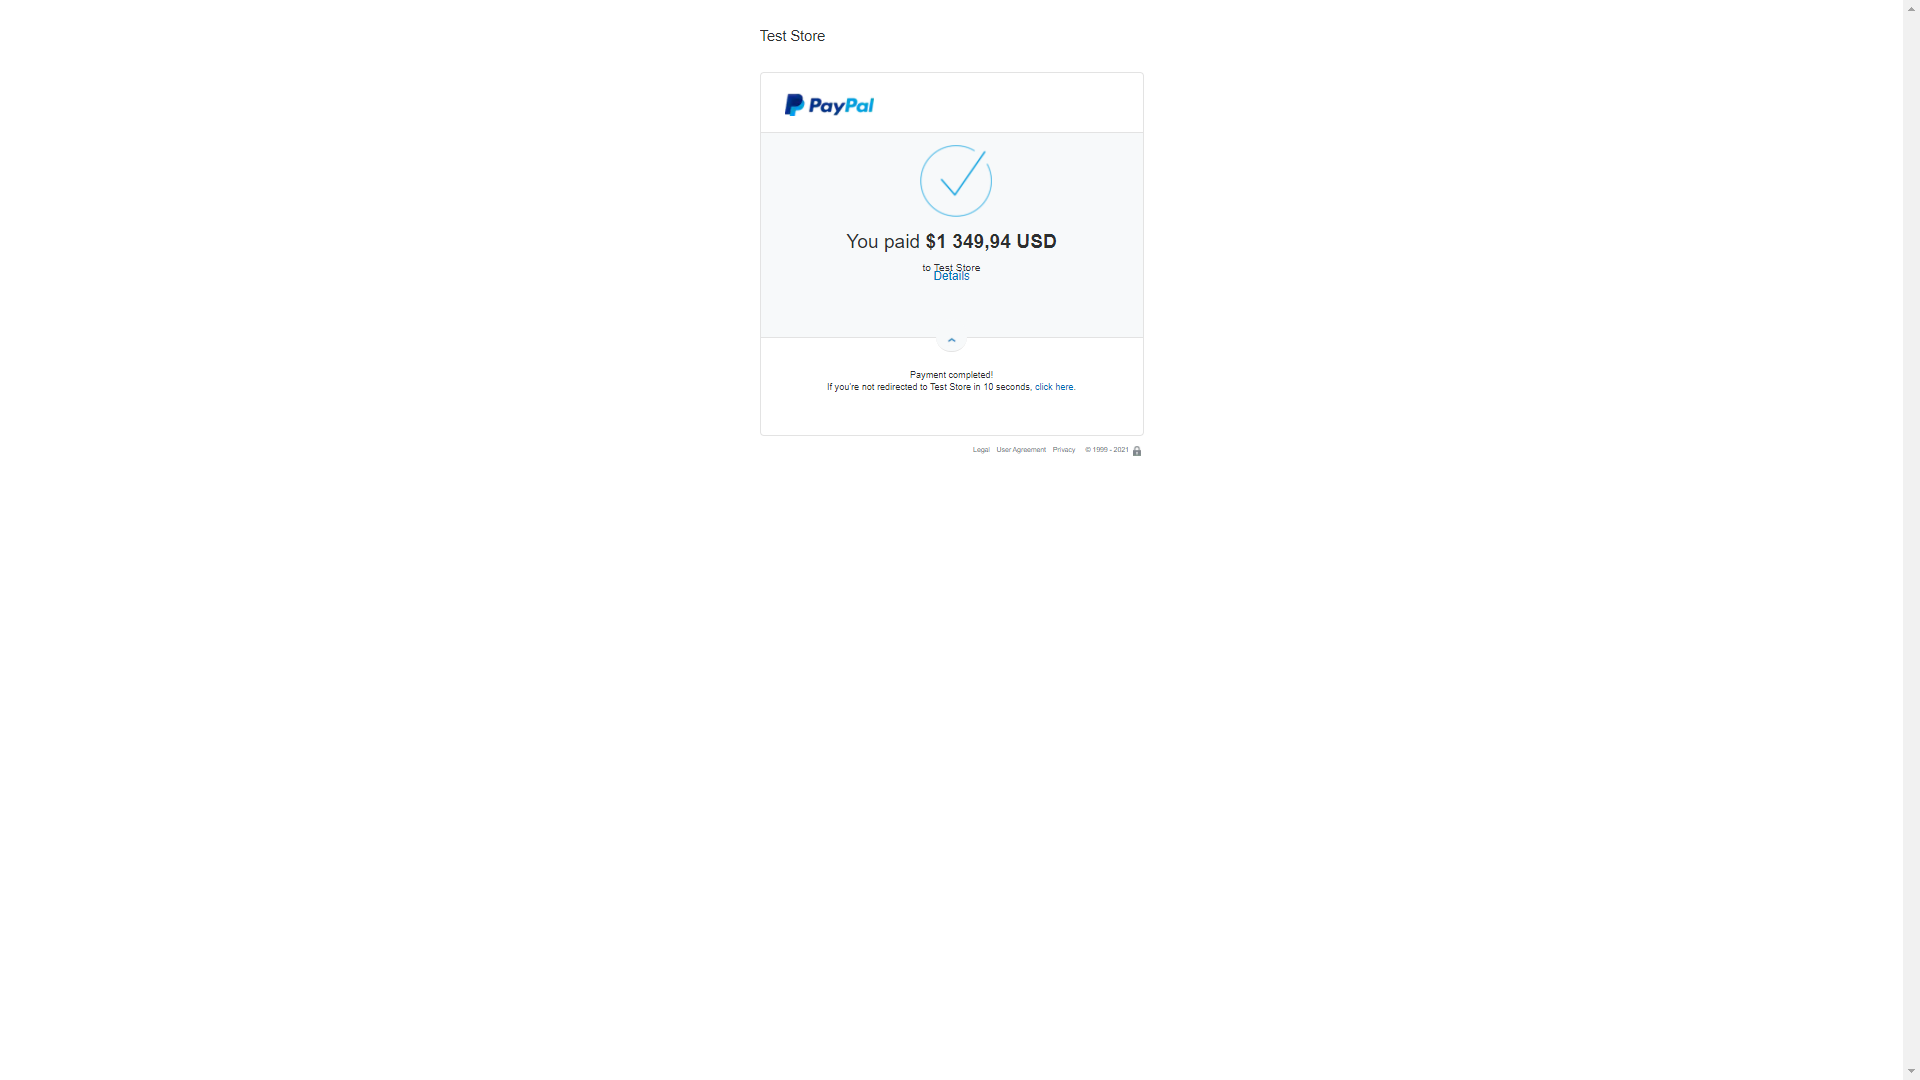 Test Store
PayPal
You paid $1 349,94 USD
to Test Store
Details
Payment completed!
If you're not redirected to Test Store in 10 seconds, click here.
Legal User Agreement Privacy © 1999 - 2021